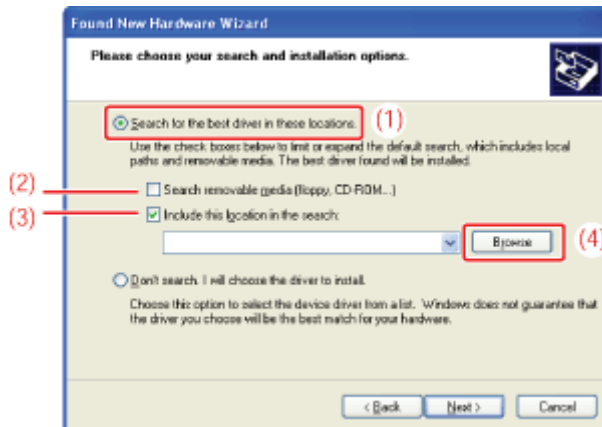 Found New Hardware Wizard
Please choose your search and installation options.
Search for the best driver in these locations. (1)
Use the check boxes below to limit or expand the default search, which includes local
paths and removable media. The best driver found will be installed.
(2) Search removable media (floppy, CD-ROM...)
(3) Include this location in the search:
Browse (4)
Don't search. I will choose the driver to install.
Choose this option to select the device driver from a list. Windows does not guarantee that
the driver you choose will be the best match for your hardware.
< Back Next > Cancel